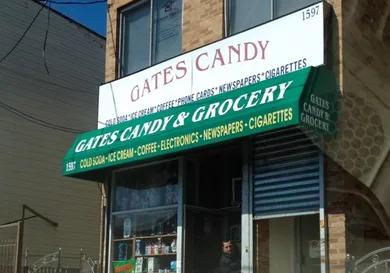 1597
GATES CANDY
COLD SODA * ICE CREAM * COFFEE * PHONE CARDS * NEWSPAPERS * CIGARETTES
GATES CANDY & GROCERY
1597 COLD SODA • ICE CREAM • COFFEE • ELECTRONICS • NEWSPAPERS • CIGARETTES
GATES
CANDY
& GROCERY